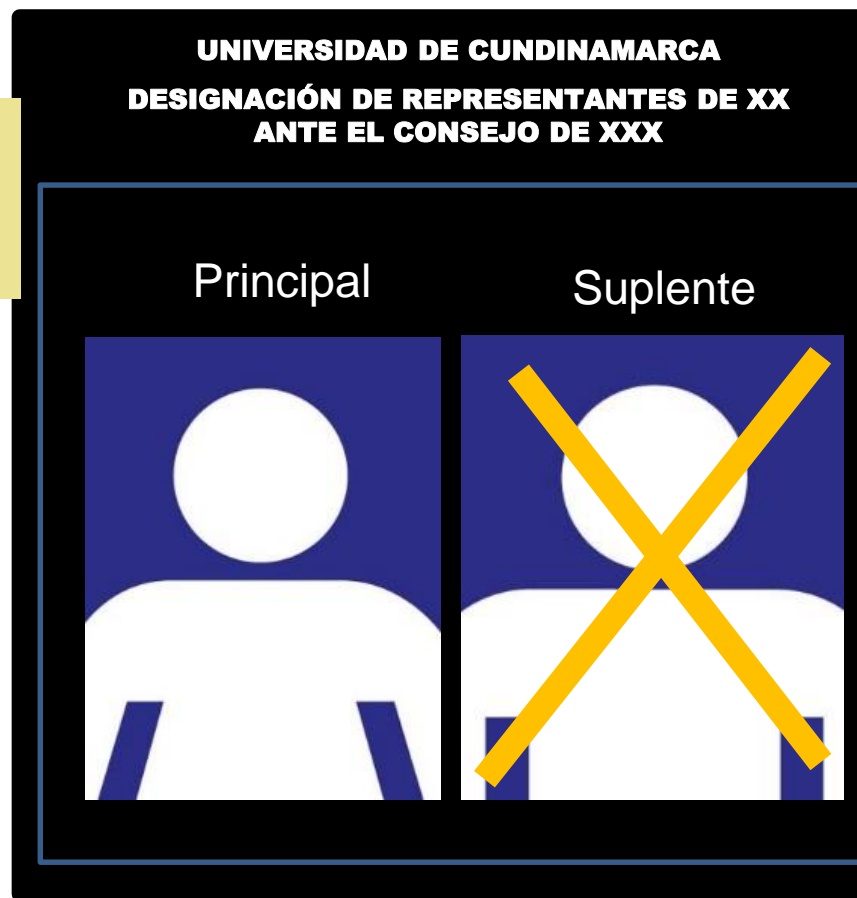 UNIVERSIDAD DE CUNDINAMARCA
DESIGNACIÓN DE REPRESENTANTES DE XX
ANTE EL CONSEJO DE XXX
Principal
Suplente